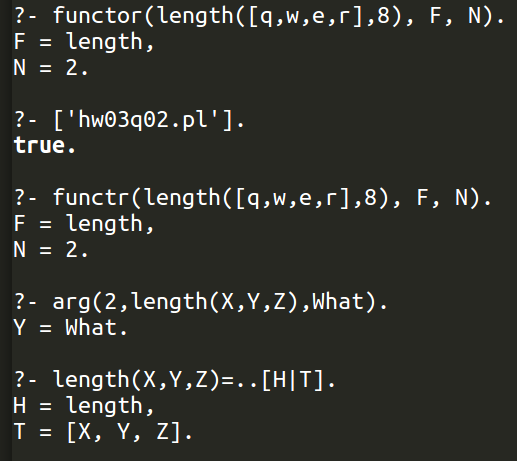 ?- functor(length([q,w,e,r],8), F, N).
F = length,
N = 2.
?- ['hw03q02.pl'].
true.
?- functr(length([q,w,e,r],8), F, N).
F = length,
N = 2.
?- arg(2,length(X,Y,Z),What).
Y = What.
?- length(X,Y,Z)=..[H|T].
H = length,
T = [X, Y, Z].